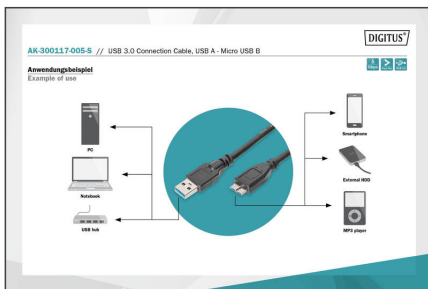 DIGITUS®
AK-300117-005-S // USB 3.0 Connection Cable, USB A - Micro USB B
Anwendungsbeispiel
Example of use
PC
Notebook
USB hub
Smartphone
External HDD
MP3 player